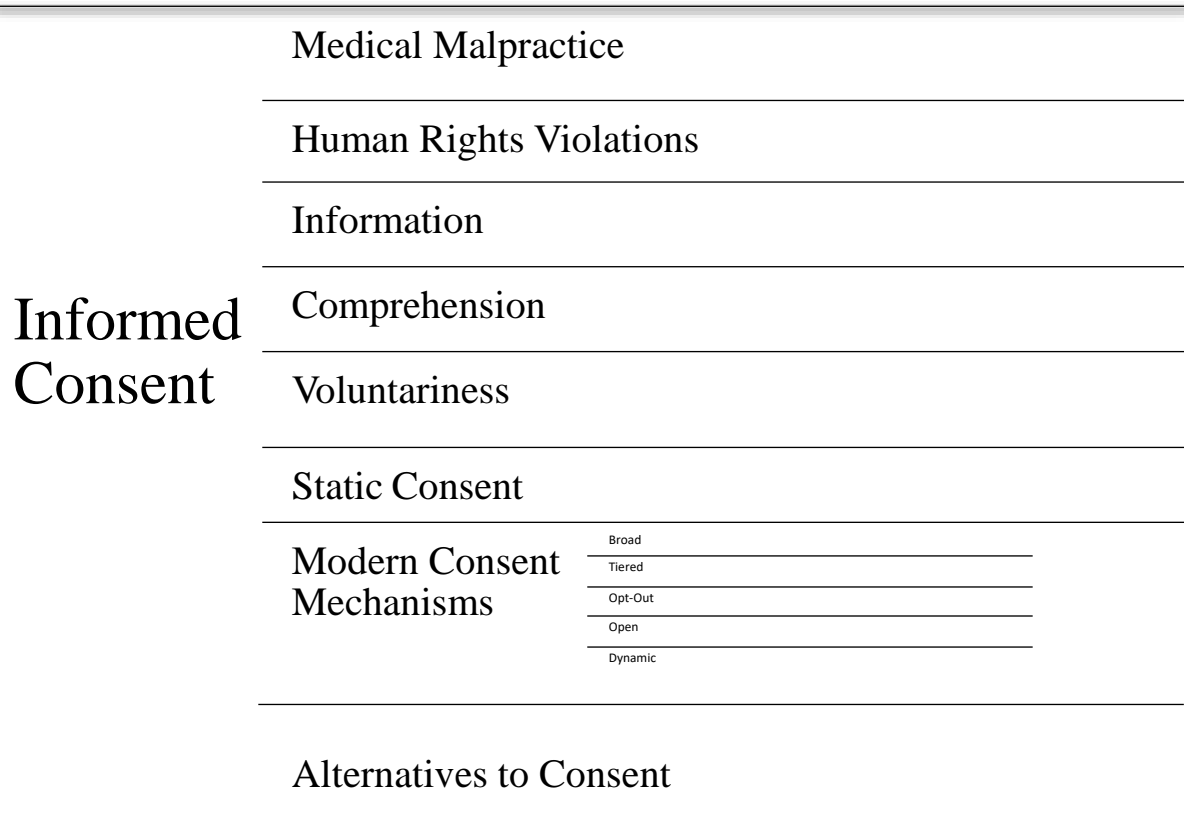 Informed
Consent
Medical Malpractice
Human Rights Violations
Information
Comprehension
Voluntariness
Static Consent
Modern Consent
Mechanisms
Broad
Tiered
Opt-Out
Open
Dynamic
Alternatives to Consent